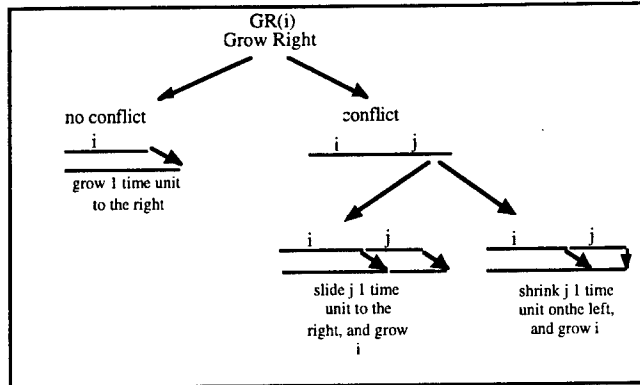 GR(i)
Grow Right
no conflict
conflict
i
i j
grow 1 time unit
to the right
i j
i j
slide j 1 time
unit to the
right, and grow
i
shrink j 1 time
unit onthe left,
and grow i